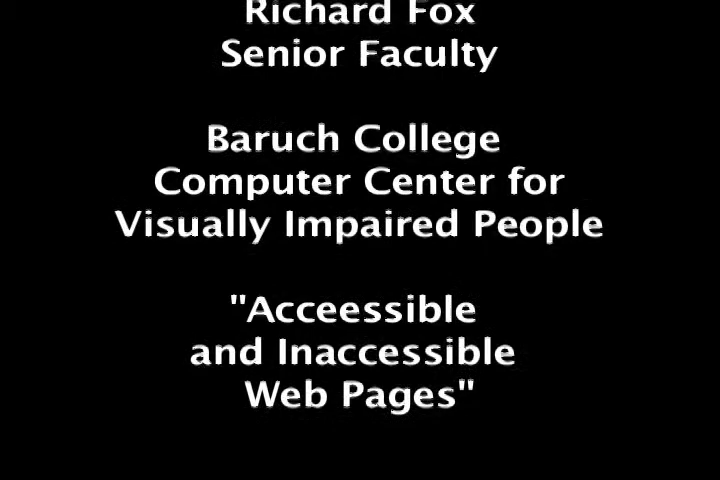 Richard Fox
Senior Faculty
Baruch College
Computer Center for
Visually Impaired People
"Acceessible
and Inaccessible
Web Pages"